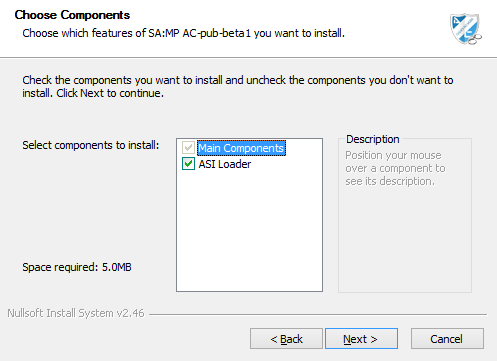 Choose Components
Choose which features of SA:MP AC-pub-beta1 you want to install.
Check the components you want to install and uncheck the components you don't want to
install. Click Next to continue.
Select components to install:
Main Components
ASI Loader
Description
Position your mouse
over a component to
see its description.
Space required: 5.0MB
Nullsoft Install System v2.46
< Back
Next >
Cancel